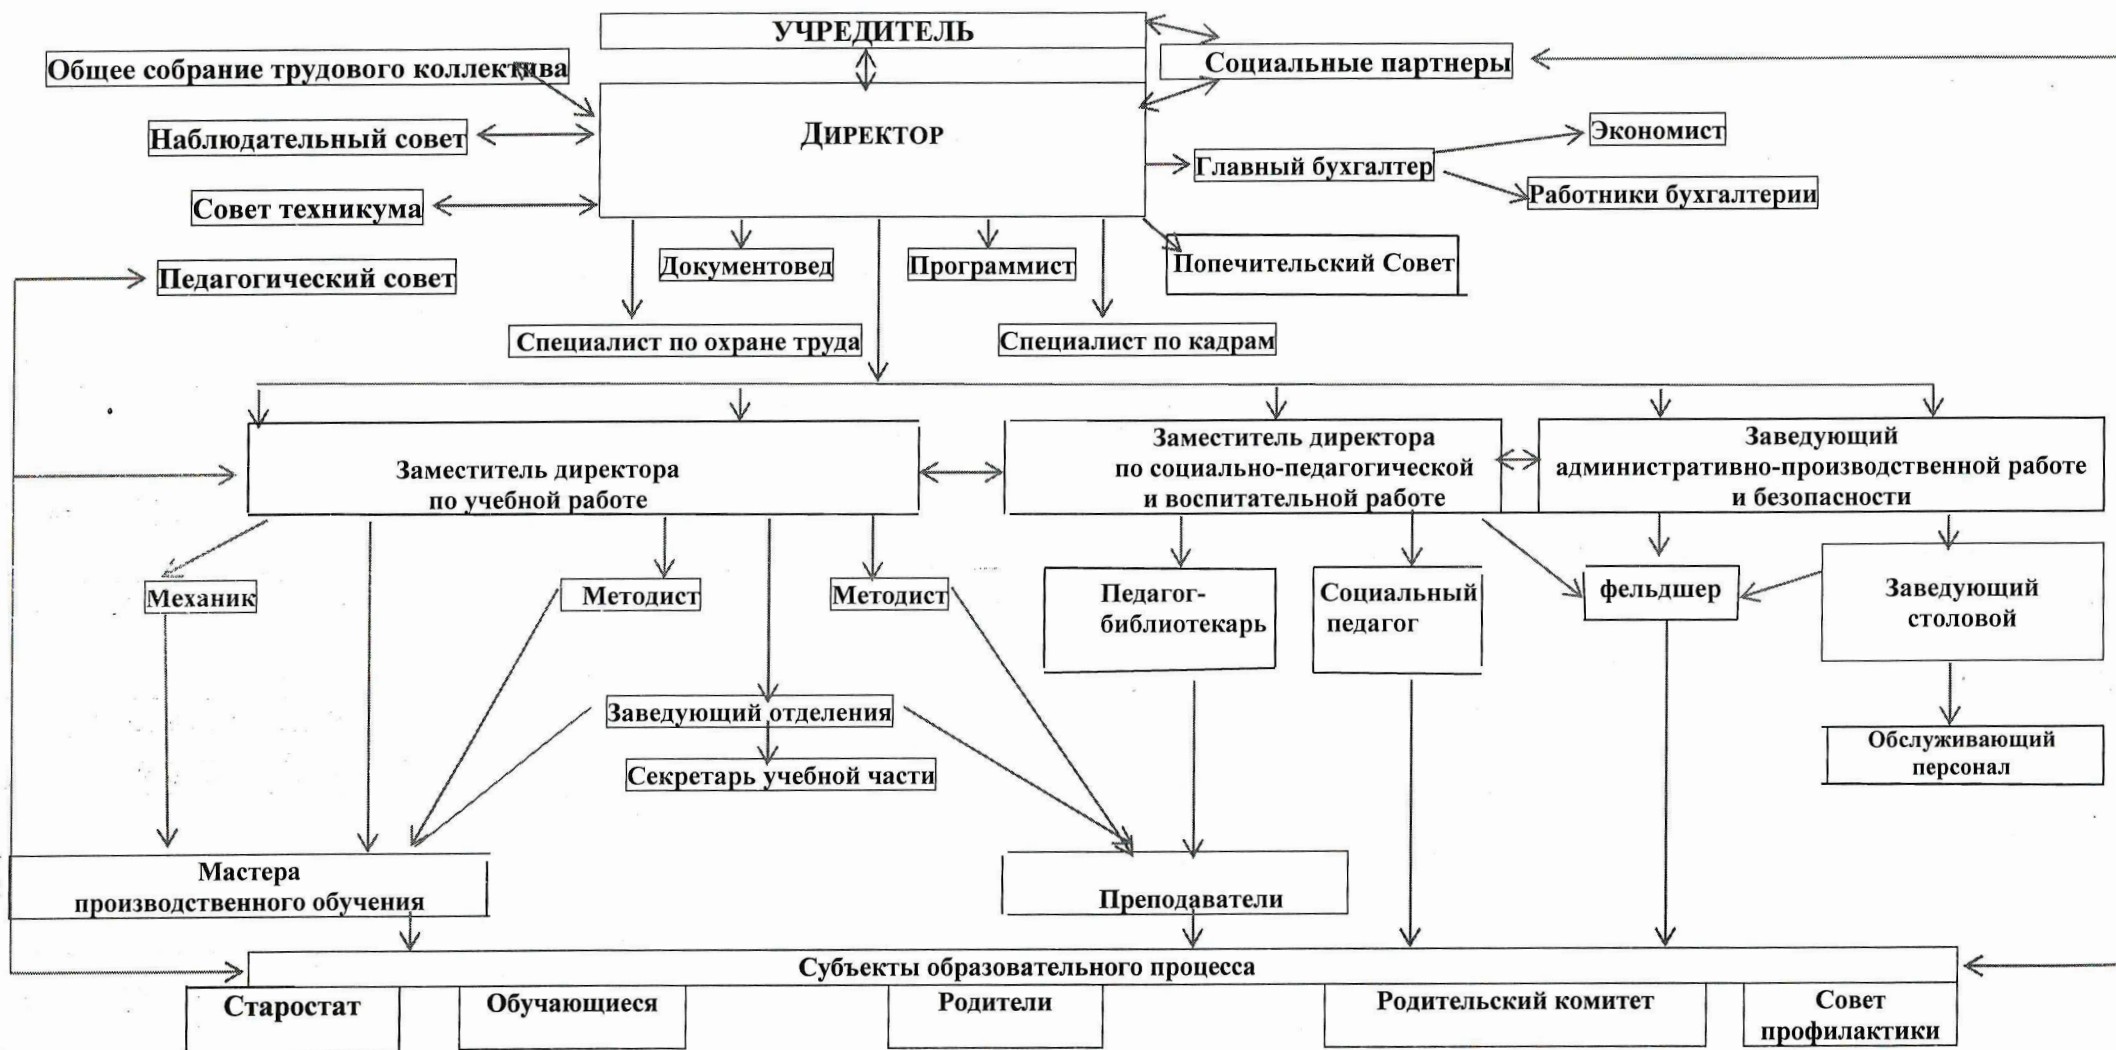 УЧРЕДИТЕЛЬ
Общее собрание трудового коллектива
Социальные партнеры
Наблюдательный совет
ДИРЕКТОР
Экономист
Главный бухгалтер
Работники бухгалтерии
Совет техникума
Педагогический совет
Документовед
Программист
Попечительский Совет
Специалист по охране труда
Специалист по кадрам
Заместитель директора
по учебной работе
Заместитель директора
по социально-педагогической
и воспитательной работе
Заведующий
административно-производственной работе
и безопасности
Механик
Методист
Методист
Педагог-
библиотекарь
Социальный
педагог
фельдшер
Заведующий
столовой
Заведующий отделения
Секретарь учебной части
Обслуживающий
персонал
Мастера
производственного обучения
Преподаватели
Субъекты образовательного процесса
Старостат
Обучающиеся
Родители
Родительский комитет
Совет
профилактики